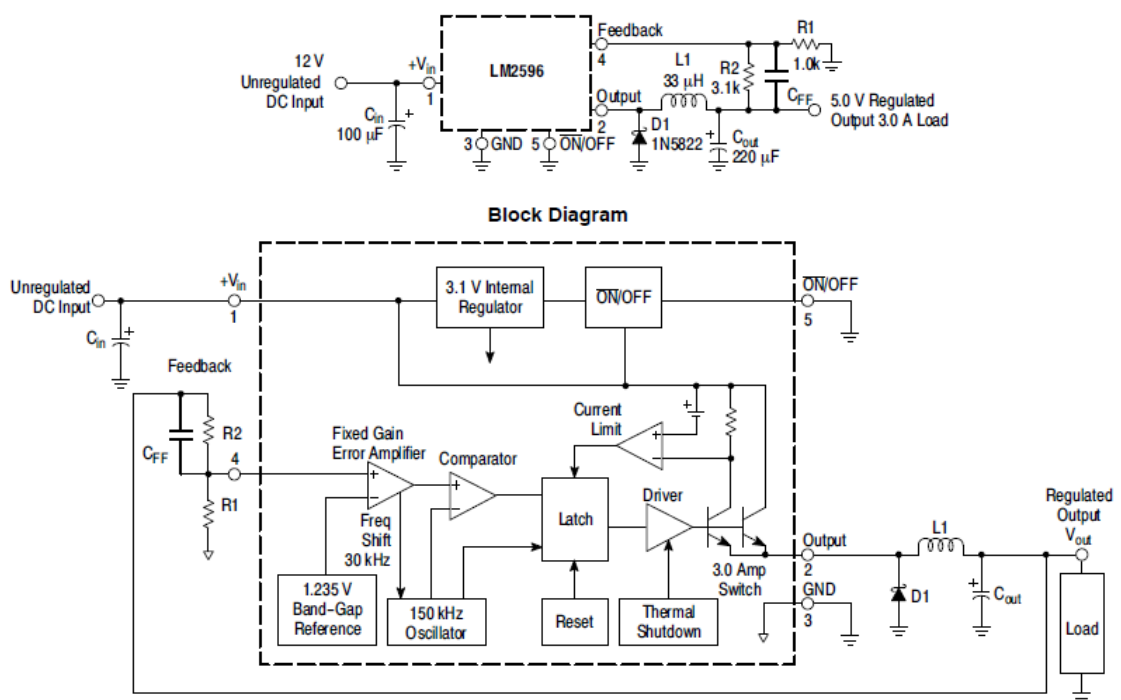 Feedback
4
R1
1.0k
12 V
Unregulated
DC Input
+Vin
1
LM2596
L1
33 µH
R2
3.1k
CFF
Output
2
5.0 V Regulated
Output 3.0 A Load
Cin
100 µF
+
D1
1N5822
+
Cout
220 µF
3
GND
5
ON/OFF
Block Diagram
Unregulated
DC Input
+Vin
1
3.1 V Internal
Regulator
ON/OFF
ON/OFF
5
Cin
+
Feedback
CFF
R2
4
R1
Fixed Gain
Error Amplifier
+
−
Comparator
+
−
Current
Limit
+
−
+
Freq
Shift
30 kHz
Latch
Driver
3.0 Amp
Switch
1.235 V
Band-Gap
Reference
150 kHz
Oscillator
Reset
Thermal
Shutdown
Output
2
GND
3
L1
D1
+
Cout
Regulated
Output
Vout
Load